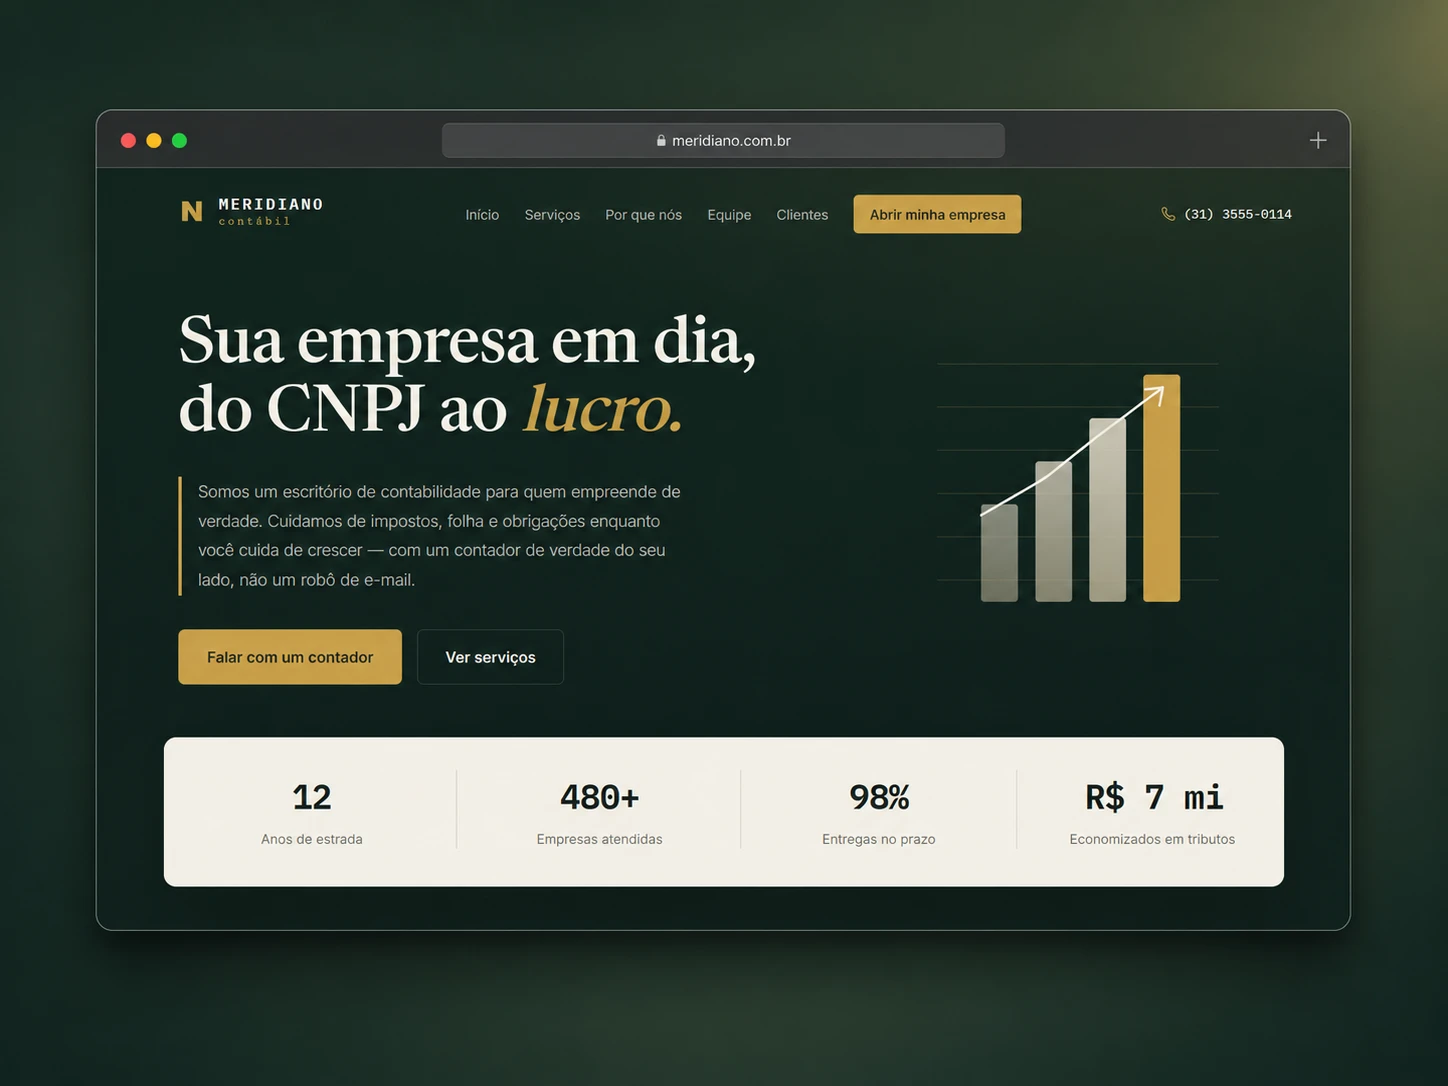 meridiano.com.br
N MERIDIANO
contábil
Início Serviços Por que nós Equipe Clientes Abrir minha empresa (31) 3555-0114
Sua empresa em dia,
do CNPJ ao lucro.
Somos um escritório de contabilidade para quem empreende de
verdade. Cuidamos de impostos, folha e obrigações enquanto
você cuida de crescer — com um contador de verdade do seu
lado, não um robô de e-mail.
Falar com um contador Ver serviços
12 480+ 98% R$ 7 mi
Anos de estrada Empresas atendidas Entregas no prazo Economizados em tributos